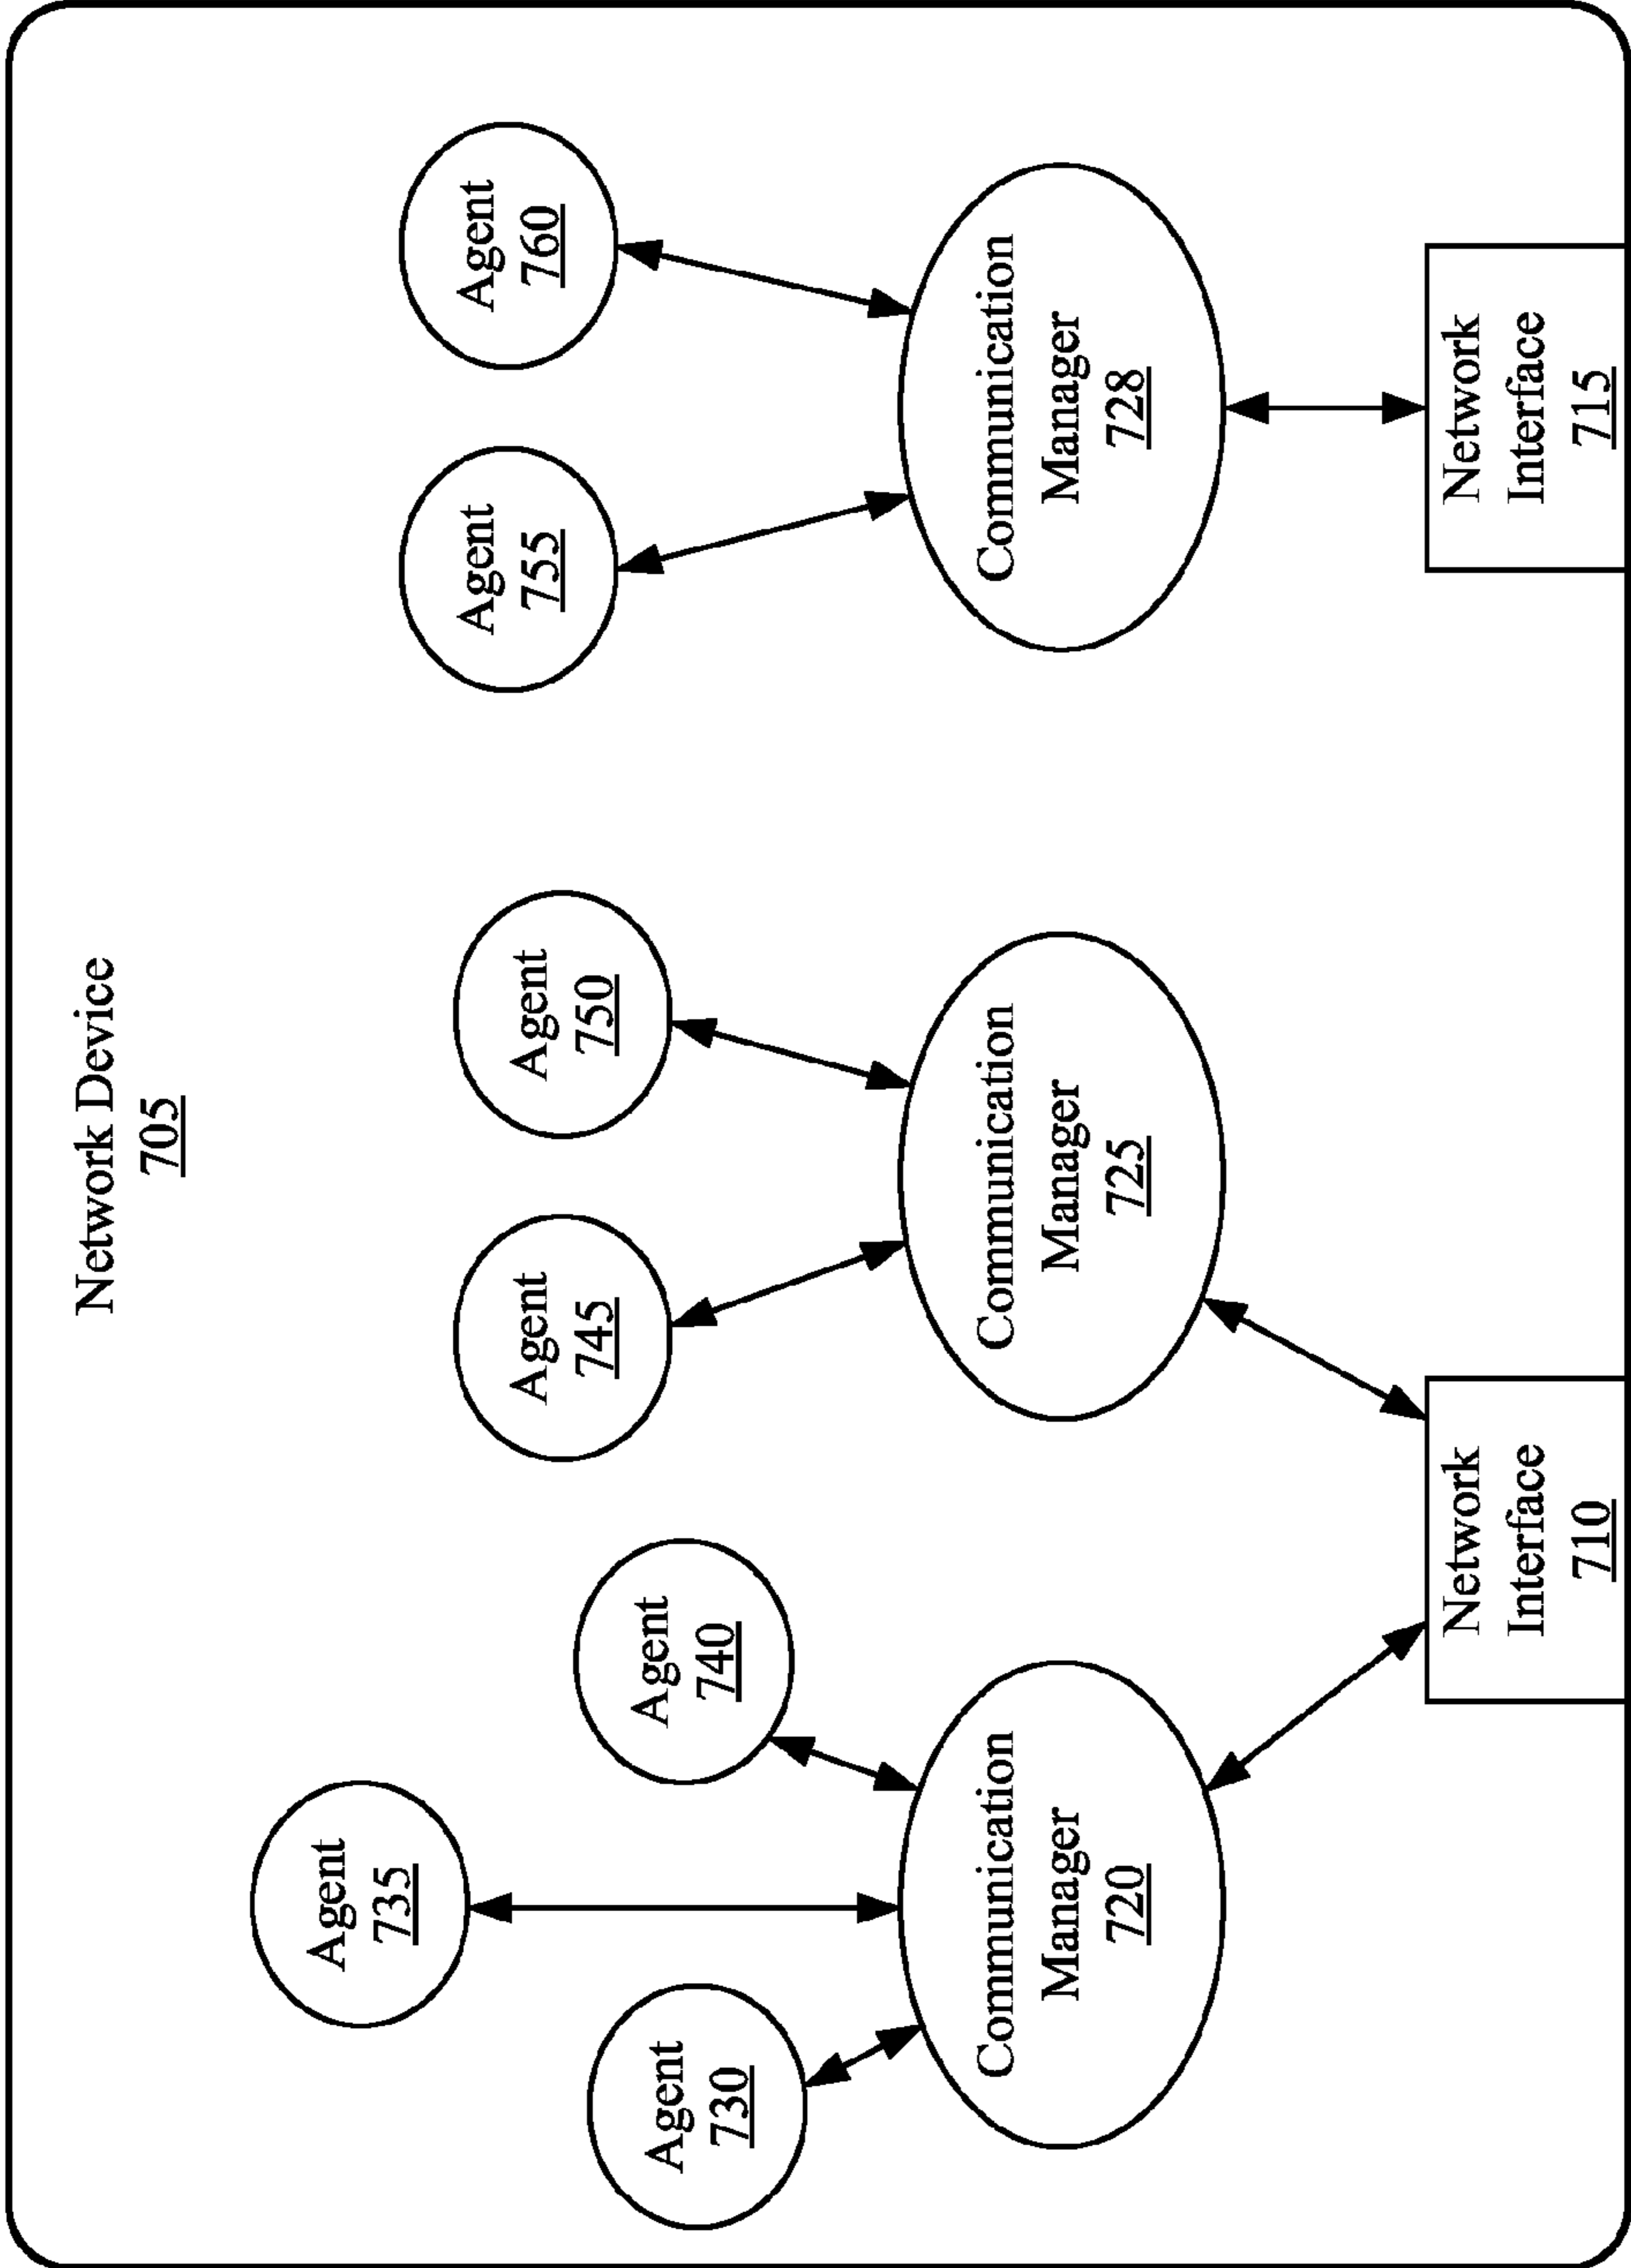 Network Device
705
Agent
735
Agent
730
Agent
740
Agent
745
Agent
750
Agent
755
Agent
760
Communication
Manager
720
Communication
Manager
725
Communication
Manager
728
Network
Interface
710
Network
Interface
715